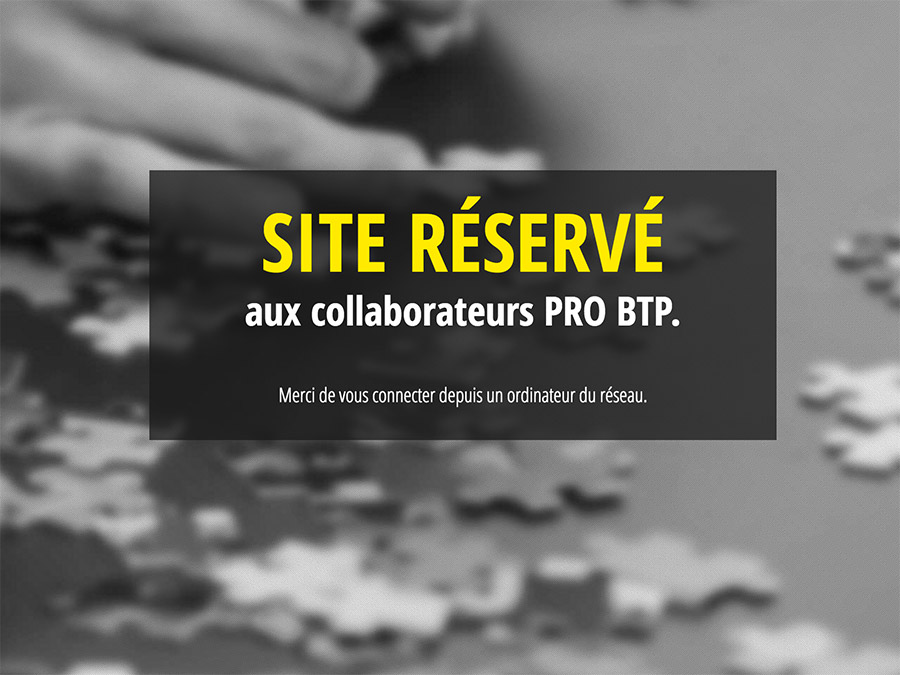 SITE RÉSERVÉ
aux collaborateurs PRO BTP.
Merci de vous connecter depuis un ordinateur du réseau.